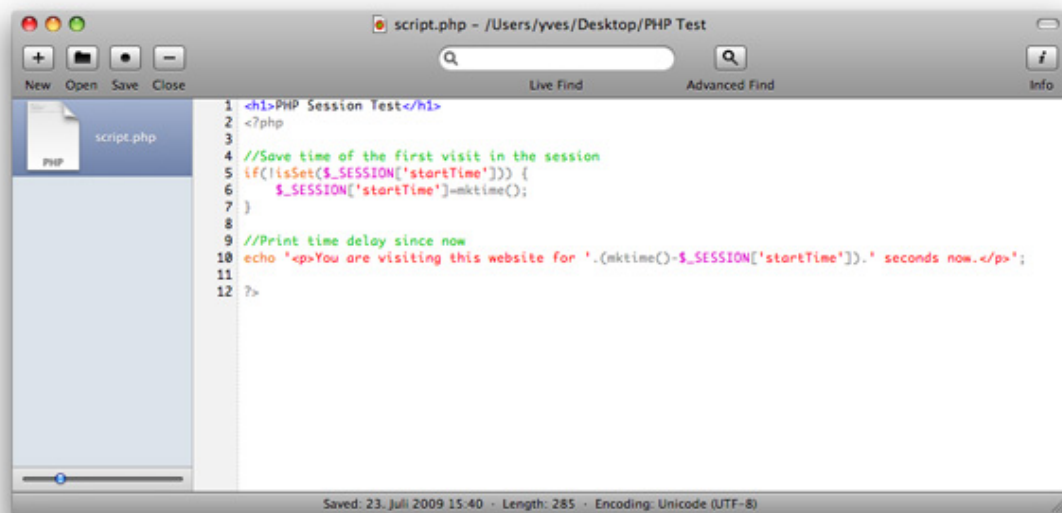 script.php – /Users/yves/Desktop/PHP Test
New Open Save Close Live Find Advanced Find Info
script.php
PHP
1 <h1>PHP Session Test</h1>
2 <?php
3
4 //Save time of the first visit in the session
5 if(!isSet($_SESSION['startTime'])) {
6     $_SESSION['startTime']=mktime();
7 }
8
9 //Print time delay since now
10 echo '<p>You are visiting this website for '.(mktime()-$_SESSION['startTime']).' seconds now.</p>';
11
12 ?>
Saved: 23. Juli 2009 15:40 · Length: 285 · Encoding: Unicode (UTF-8)